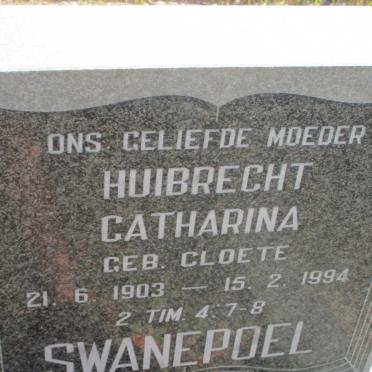 ONS GELIEFDE MOEDER
HUIBRECHT
CATHARINA
GEB. CLOETE
21. 6. 1903 — 15. 2. 1994
2 TIM. 4:7-8
SWANEPOEL